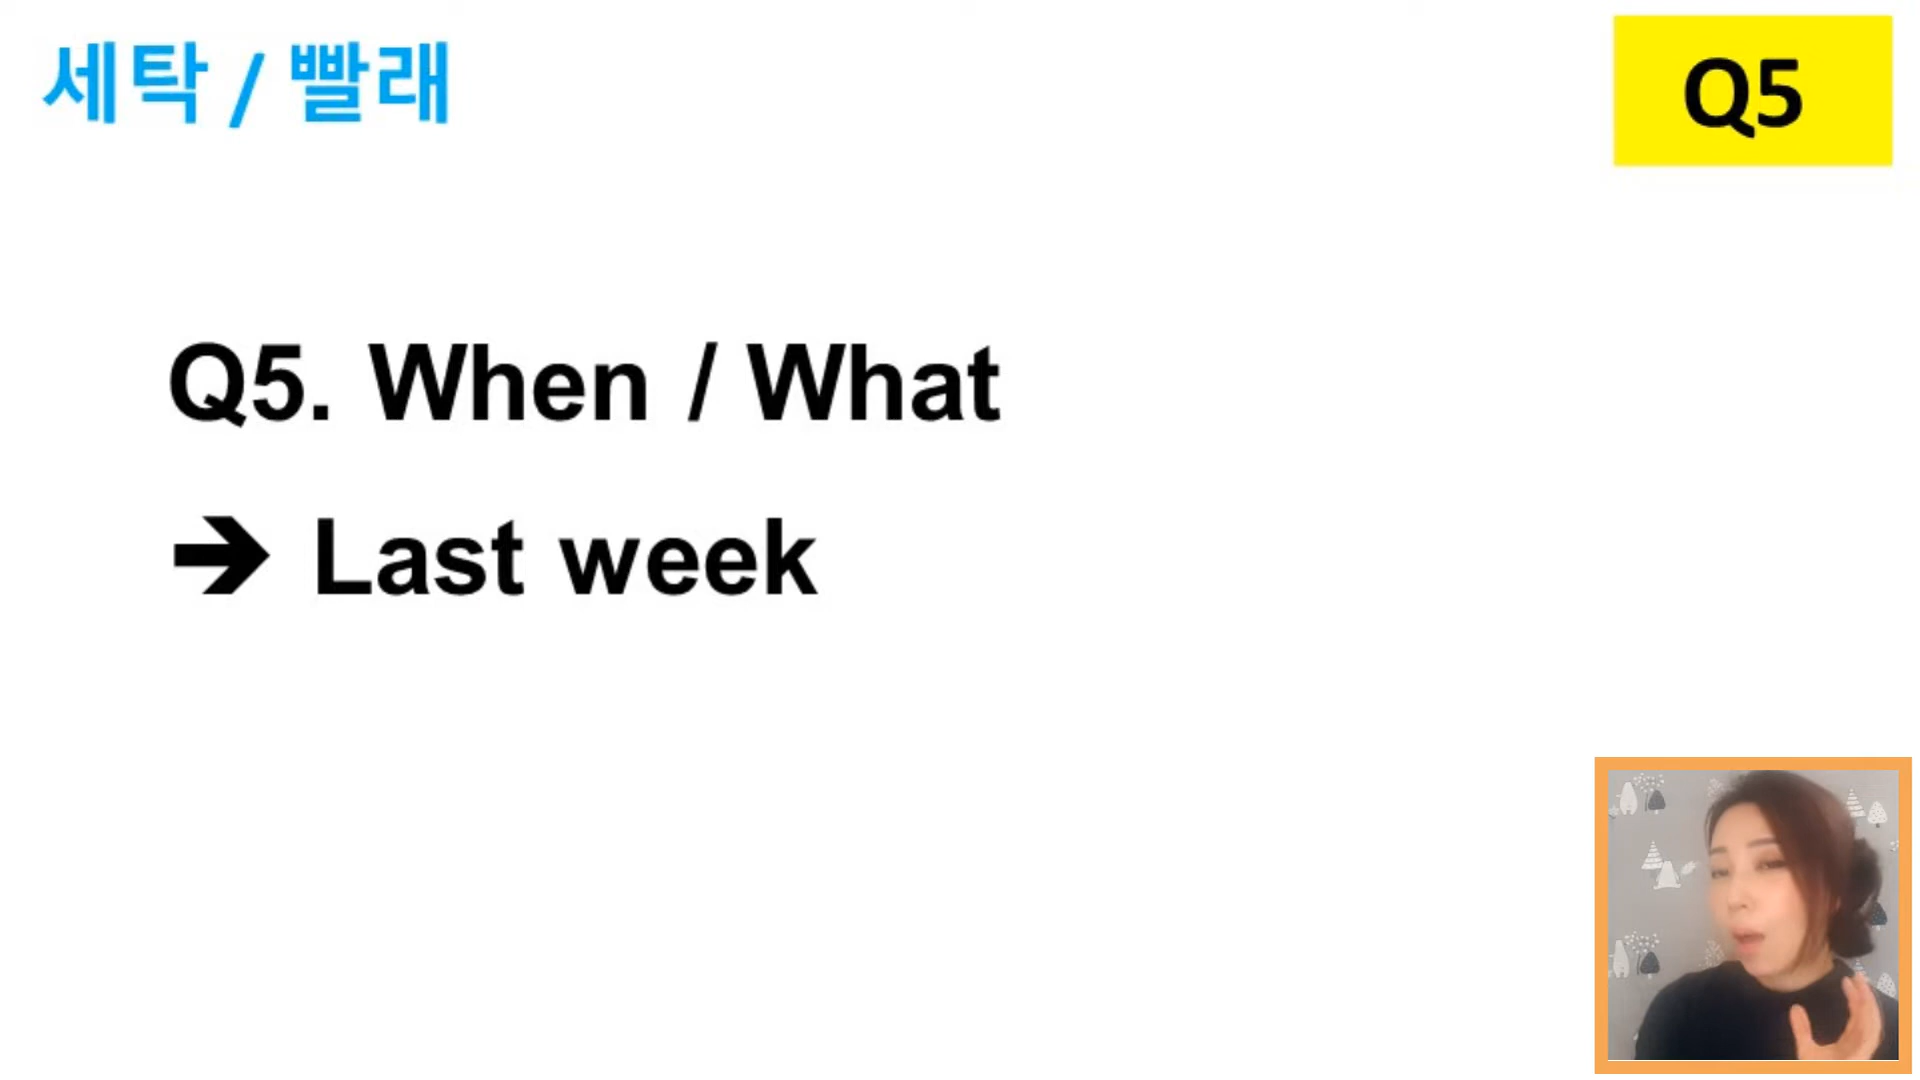 세탁 / 빨래
Q5
Q5. When / What
➔ Last week